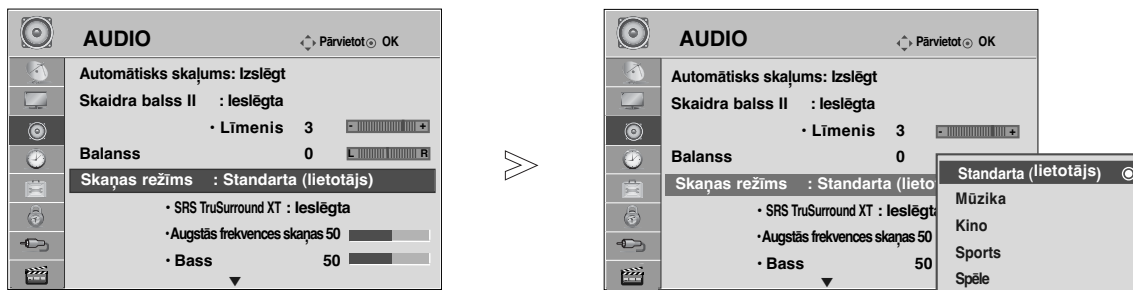 AUDIO Pārvietot OK
Automātisks skaļums: Izslēgt
Skaidra balss II : Ieslēgta
• Līmenis 3 - +
Balanss 0 L R
Skaņas režīms : Standarta (lietotājs)
• SRS TruSurround XT : Ieslēgta
•Augstās frekvences skaņas 50
• Bass 50
AUDIO Pārvietot OK
Automātisks skaļums: Izslēgt
Skaidra balss II : Ieslēgta
• Līmenis 3 - +
Balanss 0
Skaņas režīms : Standarta (lieto
• SRS TruSurround XT : Ieslēgta
•Augstās frekvences skaņas 50
• Bass 50
Standarta (lietotājs)
Mūzika
Kino
Sports
Spēle